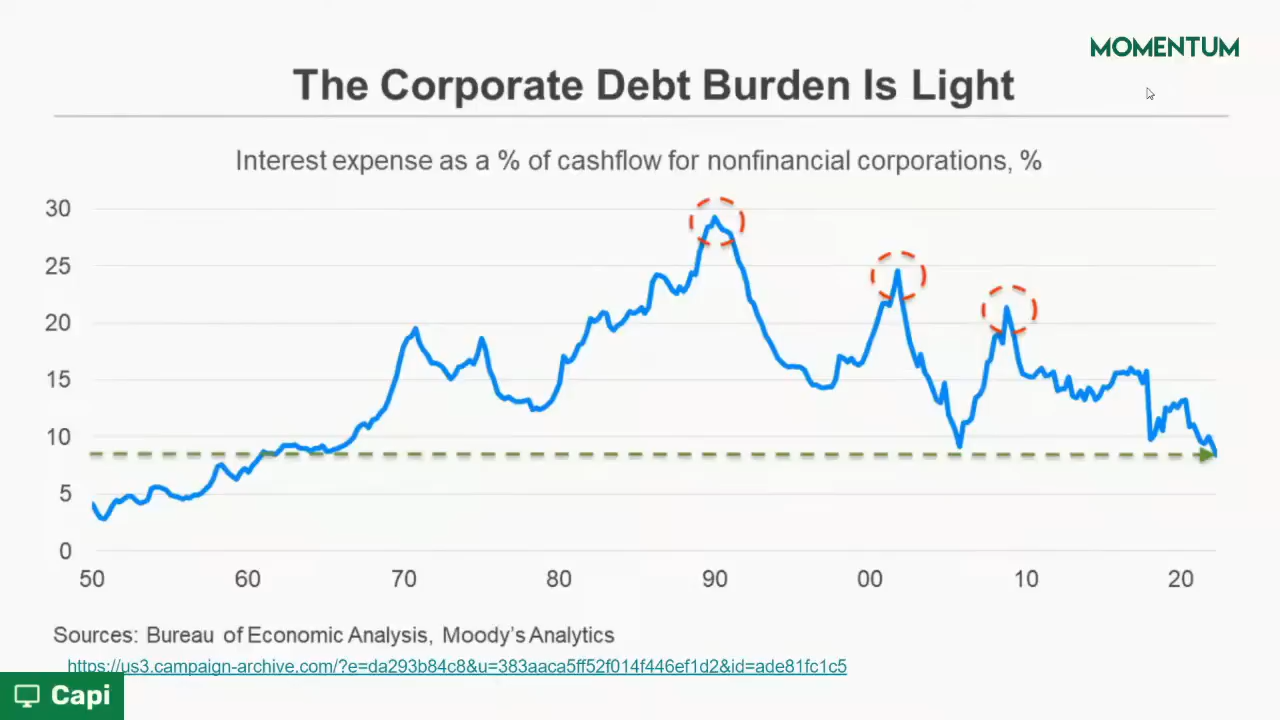 MOMENTUM
The Corporate Debt Burden Is Light
Interest expense as a % of cashflow for nonfinancial corporations, %
30
25
20
15
10
5
0
50 60 70 80 90 00 10 20
Sources: Bureau of Economic Analysis, Moody's Analytics
https://us3.campaign-archive.com/?e=da293b84c8&u=383aaca5ff52f014f446ef1d2&id=ade81fc1c5
Capi